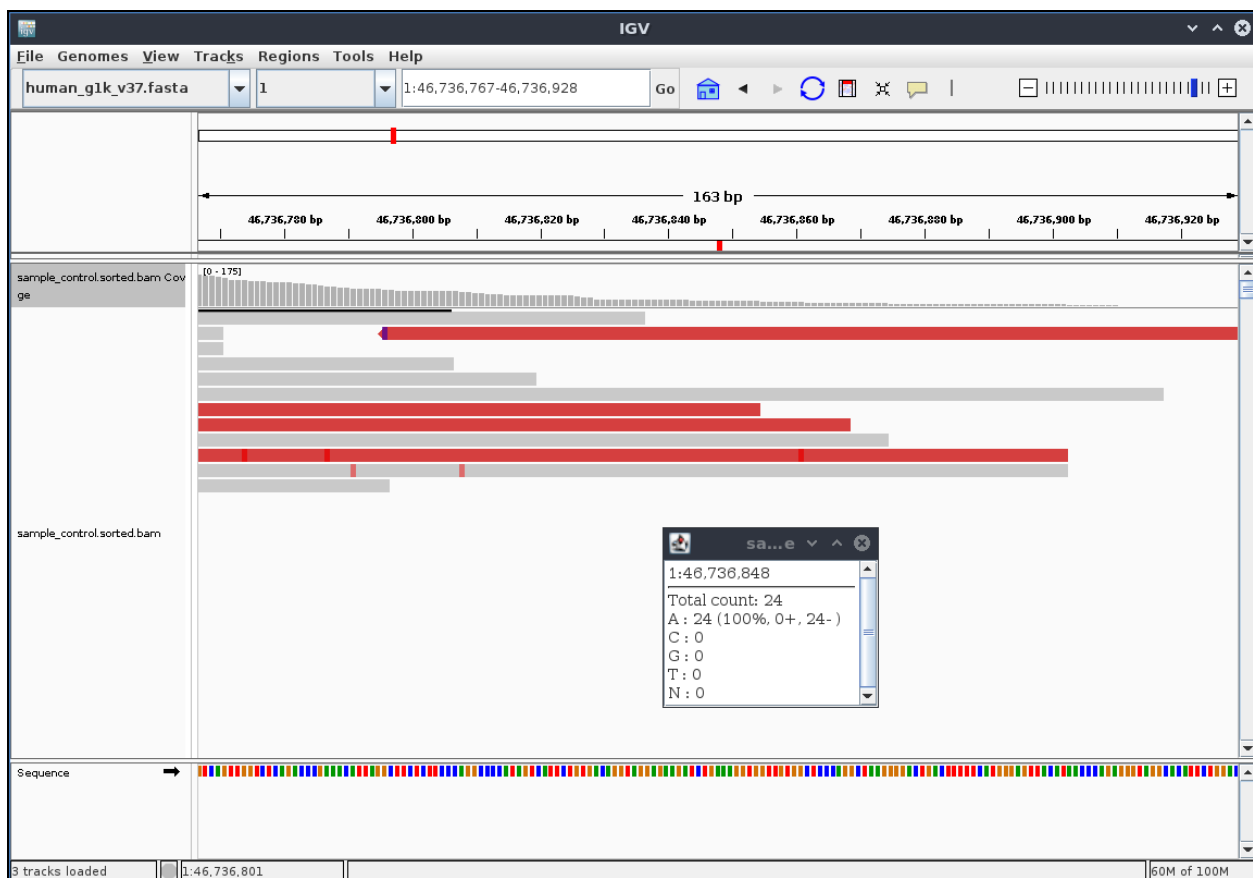 IGV
File Genomes View Tracks Regions Tools Help
human_g1k_v37.fasta 1 1:46,736,767-46,736,928 Go
163 bp
46,736,780 bp 46,736,800 bp 46,736,820 bp 46,736,840 bp 46,736,860 bp 46,736,880 bp 46,736,900 bp 46,736,920 bp
[0 - 175]
sample_control.sorted.bam Cov
ge
sample_control.sorted.bam
sa...e
1:46,736,848
Total count: 24
A : 24 (100%, 0+, 24- )
C : 0
G : 0
T : 0
N : 0
Sequence
3 tracks loaded 1:46,736,801 60M of 100M